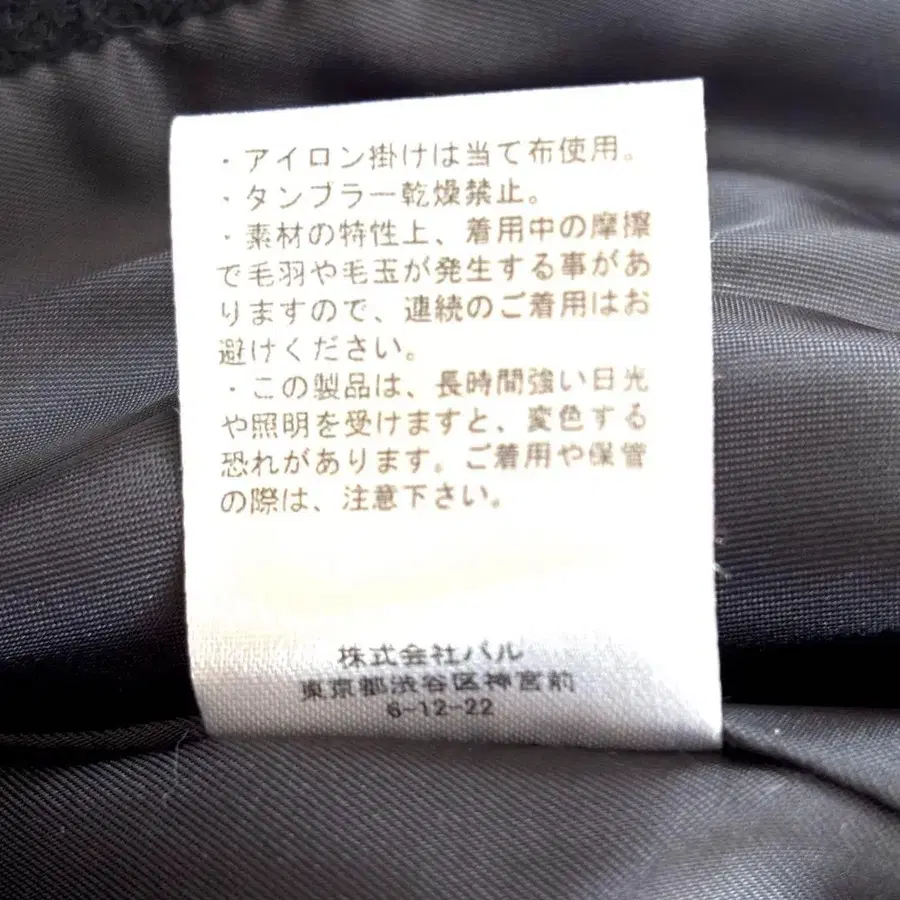 ・アイロン掛けは当て布使用。
・タンブラー乾燥禁止。
・素材の特性上、着用中の摩擦
で毛羽や毛玉が発生する事があ
りますので、連続のご着用はお
避けください。
・この製品は、長時間強い日光
や照明を受けますと、変色する
恐れがあります。ご着用や保管
の際は、注意下さい。
株式会社パル
東京都渋谷区神宮前
6-12-22